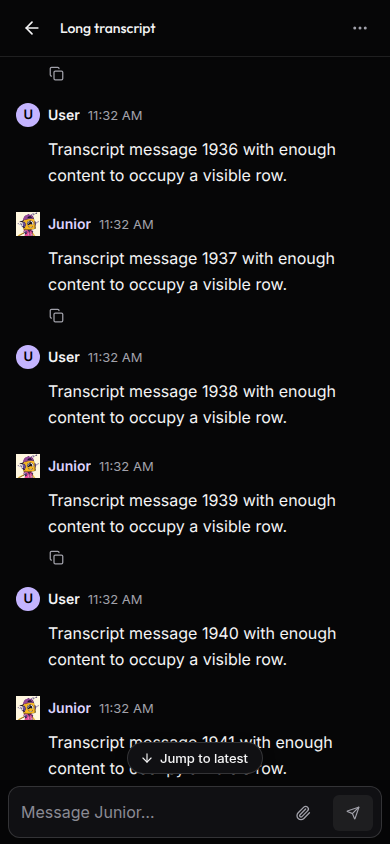 Long transcript
U User 11:32 AM
Transcript message 1936 with enough
content to occupy a visible row.
Junior 11:32 AM
Transcript message 1937 with enough
content to occupy a visible row.
U User 11:32 AM
Transcript message 1938 with enough
content to occupy a visible row.
Junior 11:32 AM
Transcript message 1939 with enough
content to occupy a visible row.
U User 11:32 AM
Transcript message 1940 with enough
content to occupy a visible row.
Junior 11:32 AM
Transcript message 1941 with enough
Jump to latest
content to row.
Message Junior...